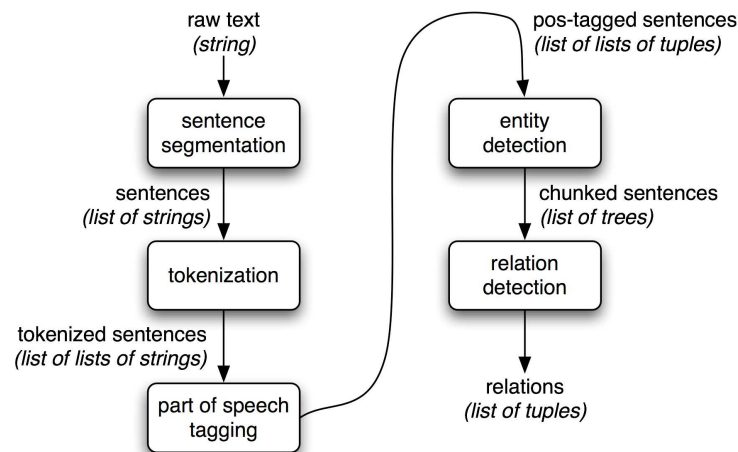 raw text
(string)
sentence
segmentation
sentences
(list of strings)
tokenization
tokenized sentences
(list of lists of strings)
part of speech
tagging
pos-tagged sentences
(list of lists of tuples)
entity
detection
chunked sentences
(list of trees)
relation
detection
relations
(list of tuples)